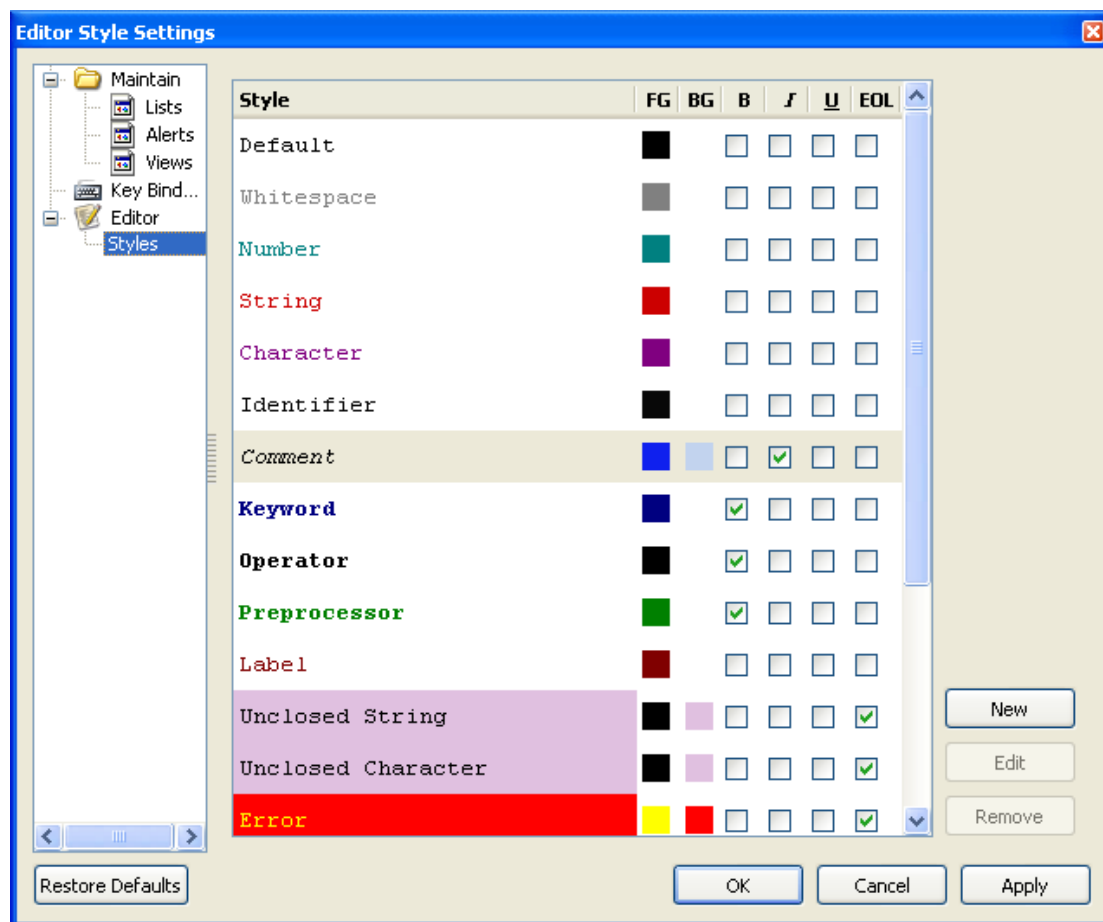 Editor Style Settings
Maintain
Lists
Alerts
Views
Key Bind...
Editor
Styles
Style FG BG B I U EOL
Default
Whitespace
Number
String
Character
Identifier
Comment
Keyword
Operator
Preprocessor
Label
Unclosed String
Unclosed Character
Error
New
Edit
Remove
Restore Defaults
OK Cancel Apply